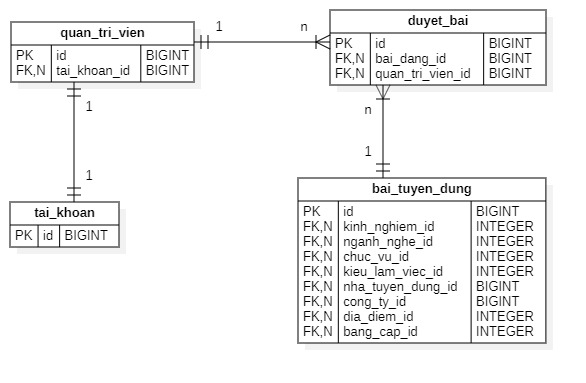 quan_tri_vien
PK id BIGINT
FK,N tai_khoan_id BIGINT
1
n
duyet_bai
PK id BIGINT
FK,N bai_dang_id BIGINT
FK,N quan_tri_vien_id BIGINT
1
1
n
1
tai_khoan
PK id BIGINT
bai_tuyen_dung
PK id BIGINT
FK,N kinh_nghiem_id INTEGER
FK,N nganh_nghe_id INTEGER
FK,N chuc_vu_id INTEGER
FK,N kieu_lam_viec_id INTEGER
FK,N nha_tuyen_dung_id BIGINT
FK,N cong_ty_id BIGINT
FK,N dia_diem_id INTEGER
FK,N bang_cap_id INTEGER